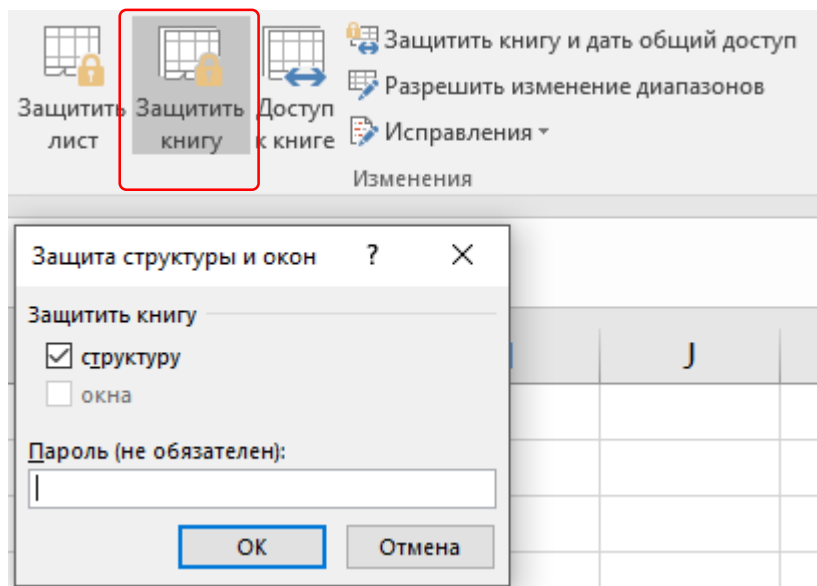 Защитить лист
Защитить книгу
Доступ к книге
Защитить книгу и дать общий доступ
Разрешить изменение диапазонов
Исправления
Изменения
Защита структуры и окон ?
Защитить книгу
структуру
окна
Пароль (не обязателен):
ОК Отмена
J